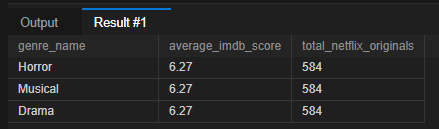 Output Result #1
genre_name average_imdb_score total_netflix_originals
Horror 6.27 584
Musical 6.27 584
Drama 6.27 584